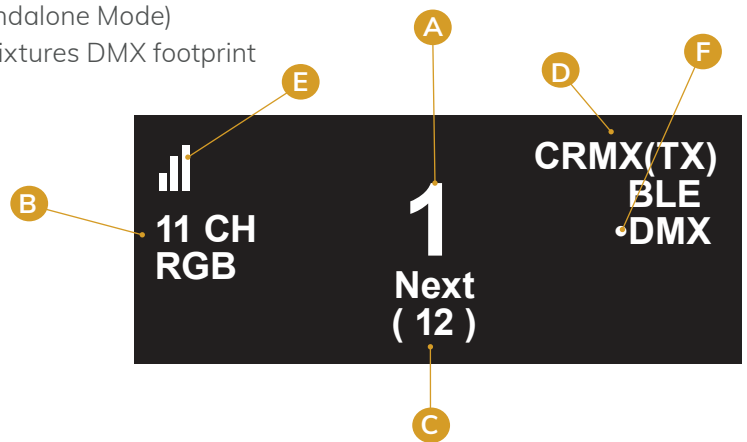 ndalone Mode)
ixtures DMX footprint
A
F
E
D
CRMX(TX)
BLE
•DMX
B
11 CH
RGB
1
Next
( 12 )
C